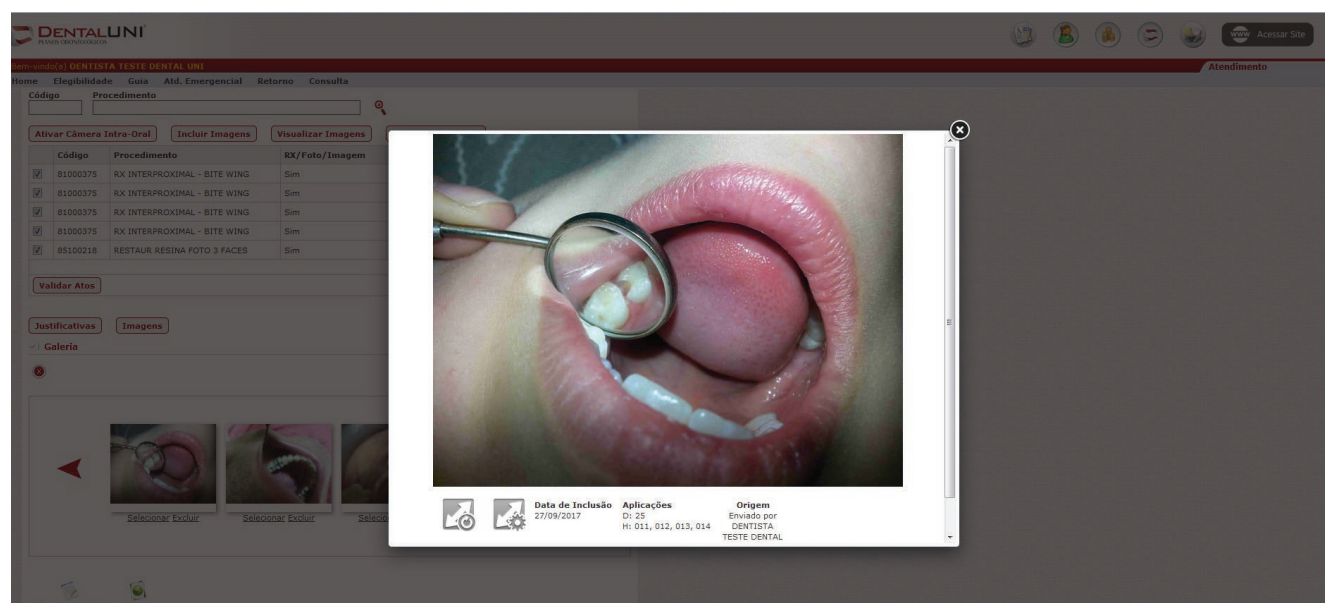 DENTALUNI
PLANOS ODONTOLÓGICOS
www Acessar Site
Bem-vindo(a) DENTISTA TESTE DENTAL UNI
Atendimento
Home Elegibilidade Guia Atd. Emergencial Retorno Consulta
Código Procedimento
Ativar Câmera Intra-Oral Incluir Imagens Visualizar Imagens
Código Procedimento RX/Foto/Imagem
81000375 RX INTERPROXIMAL - BITE WING Sim
81000375 RX INTERPROXIMAL - BITE WING Sim
81000375 RX INTERPROXIMAL - BITE WING Sim
81000375 RX INTERPROXIMAL - BITE WING Sim
85100218 RESTAUR RESINA FOTO 3 FACES Sim
Validar Atos
Justificativas Imagens
Galeria
Selecionar Excluir Selecionar Excluir
Data de Inclusão
27/09/2017
Aplicações
D: 25
H: 011, 012, 013, 014
Origem
Enviado por
DENTISTA
TESTE DENTAL